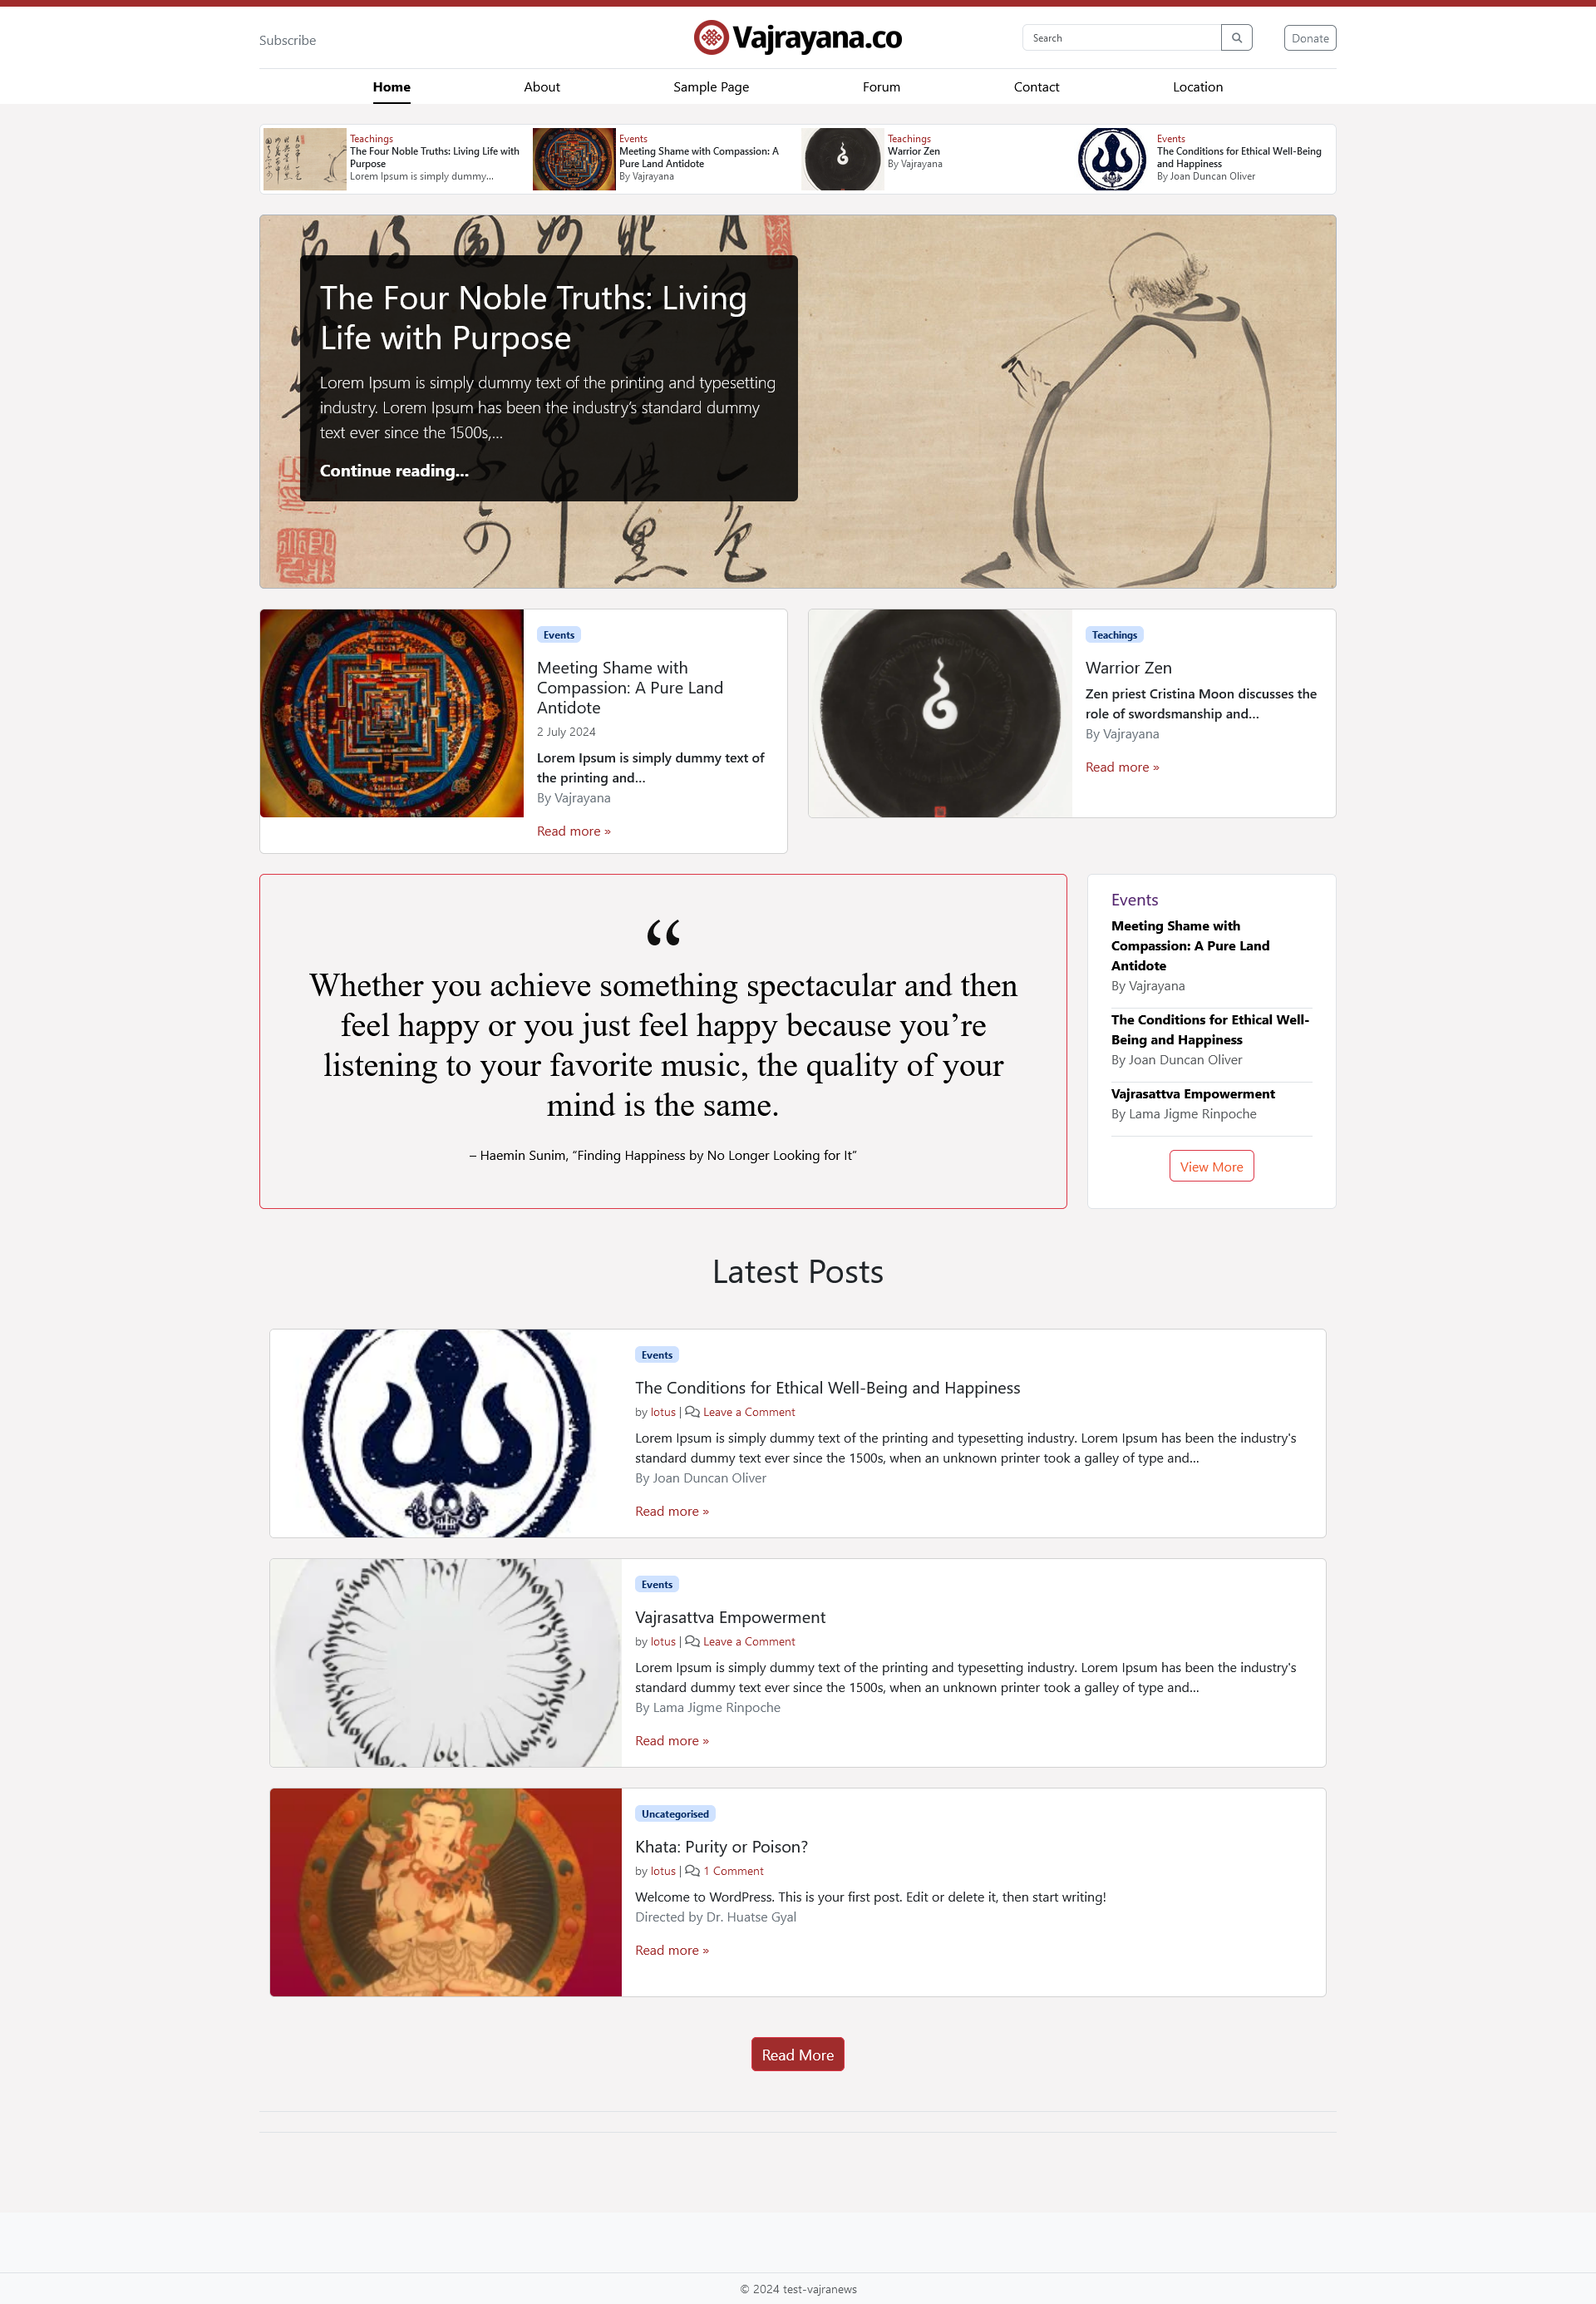 Subscribe
Vajrayana.co
Search
Donate
Home
About
Sample Page
Forum
Contact
Location
Teachings
The Four Noble Truths: Living Life with
Purpose
Lorem Ipsum is simply dummy...
Events
Meeting Shame with Compassion: A
Pure Land Antidote
By Vajrayana
Teachings
Warrior Zen
By Vajrayana
Events
The Conditions for Ethical Well-Being
and Happiness
By Joan Duncan Oliver
The Four Noble Truths: Living
Life with Purpose
Lorem Ipsum is simply dummy text of the printing and typesetting
industry. Lorem Ipsum has been the industry’s standard dummy
text ever since the 1500s,...
Continue reading...
Events
Meeting Shame with
Compassion: A Pure Land
Antidote
2 July 2024
Lorem Ipsum is simply dummy text of
the printing and...
By Vajrayana
Read more »
Teachings
Warrior Zen
Zen priest Cristina Moon discusses the
role of swordsmanship and...
By Vajrayana
Read more »
“
Whether you achieve something spectacular and then
feel happy or you just feel happy because you’re
listening to your favorite music, the quality of your
mind is the same.
– Haemin Sunim, “Finding Happiness by No Longer Looking for It”
Events
Meeting Shame with
Compassion: A Pure Land
Antidote
By Vajrayana
The Conditions for Ethical Well-
Being and Happiness
By Joan Duncan Oliver
Vajrasattva Empowerment
By Lama Jigme Rinpoche
View More
Latest Posts
Events
The Conditions for Ethical Well-Being and Happiness
by lotus | Leave a Comment
Lorem Ipsum is simply dummy text of the printing and typesetting industry. Lorem Ipsum has been the industry's
standard dummy text ever since the 1500s, when an unknown printer took a galley of type and...
By Joan Duncan Oliver
Read more »
Events
Vajrasattva Empowerment
by lotus | Leave a Comment
Lorem Ipsum is simply dummy text of the printing and typesetting industry. Lorem Ipsum has been the industry's
standard dummy text ever since the 1500s, when an unknown printer took a galley of type and...
By Lama Jigme Rinpoche
Read more »
Uncategorised
Khata: Purity or Poison?
by lotus | 1 Comment
Welcome to WordPress. This is your first post. Edit or delete it, then start writing!
Directed by Dr. Huatse Gyal
Read more »
Read More
© 2024 test-vajranews